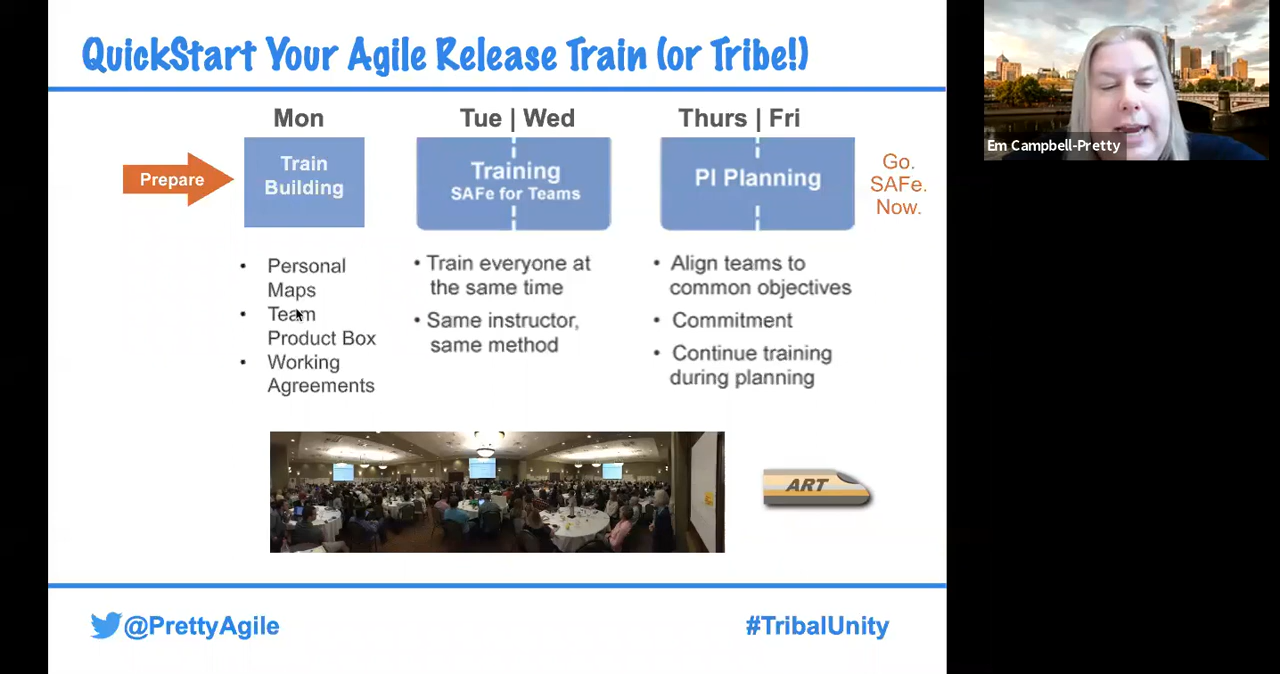 QuickStart Your Agile Release Train (or Tribe!)
Mon
Tue | Wed
Thurs | Fri
Prepare
Train
Building
Training
SAFe for Teams
PI Planning
Go.
SAFe.
Now.
• Personal
Maps
• Team
Product Box
• Working
Agreements
• Train everyone at
the same time
• Same instructor,
same method
• Align teams to
common objectives
• Commitment
• Continue training
during planning
ART
@PrettyAgile
#TribalUnity
Em Campbell-Pretty